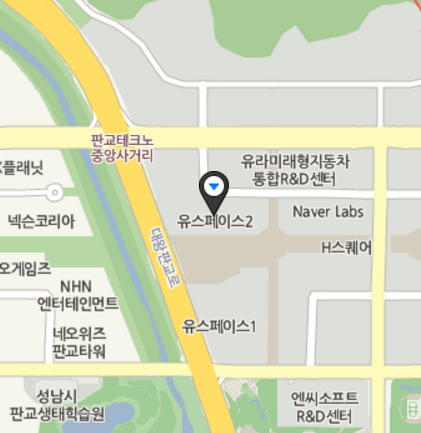 판교테크노
중앙사거리
유라미래형지동차
통합R&D센터
플래닛
넥슨코리아
유스페이스2
Naver Labs
H스퀘어
대왕판교로
오게임즈
NHN
엔터테인먼트
유스페이스1
네오위즈
판교타워
성남시
판교생태학습원
엔씨소프트
R&D센터